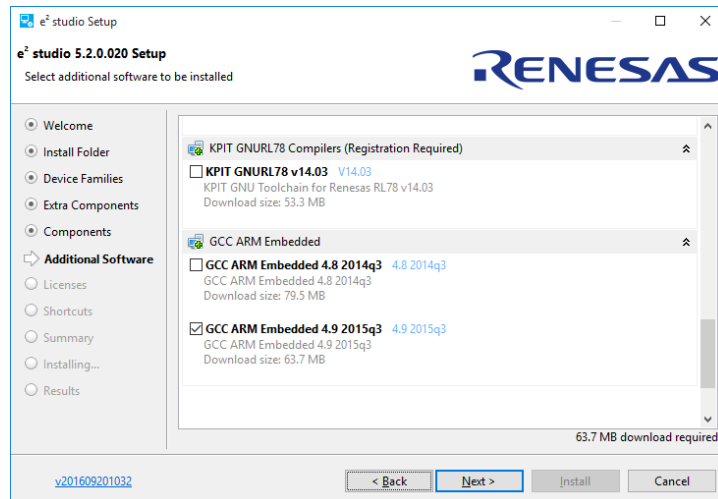 e² studio Setup
e² studio 5.2.0.020 Setup
Select additional software to be installed
RENESAS
Welcome
Install Folder
Device Families
Extra Components
Components
Additional Software
Licenses
Shortcuts
Summary
Installing...
Results
KPIT GNURL78 Compilers (Registration Required)
KPIT GNURL78 v14.03 V14.03
KPIT GNU Toolchain for Renesas RL78 v14.03
Download size: 53.3 MB
GCC ARM Embedded
GCC ARM Embedded 4.8 2014q3 4.8 2014q3
GCC ARM Embedded 4.8 2014q3
Download size: 79.5 MB
GCC ARM Embedded 4.9 2015q3 4.9 2015q3
GCC ARM Embedded 4.9 2015q3
Download size: 63.7 MB
63.7 MB download required
v201609201032
< Back
Next >
Install
Cancel